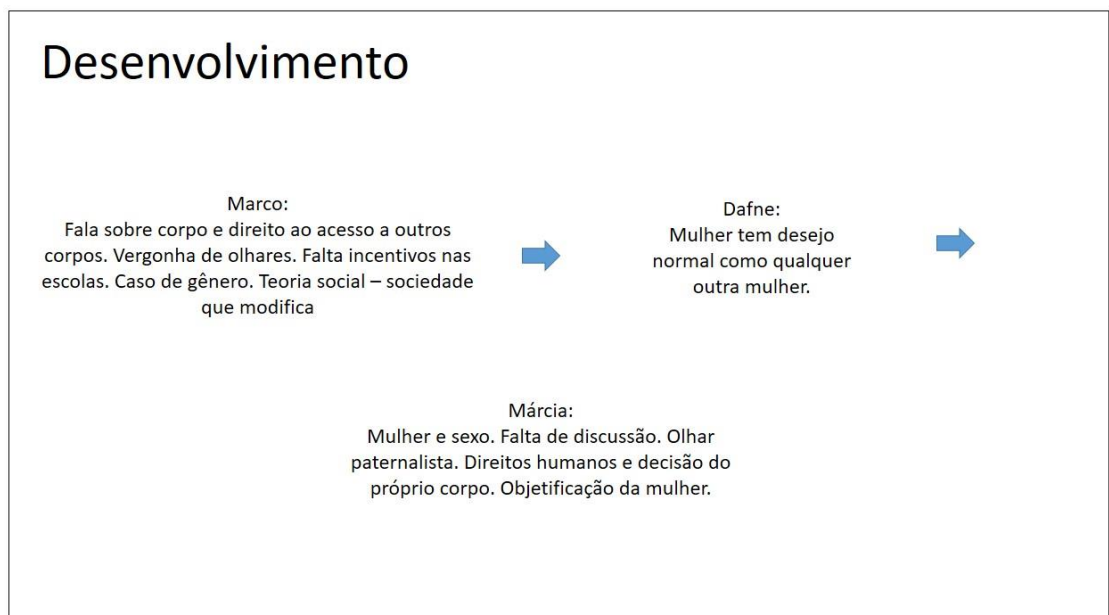 Desenvolvimento
Marco:
Fala sobre corpo e direito ao acesso a outros
corpos. Vergonha de olhares. Falta incentivos nas
escolas. Caso de gênero. Teoria social – sociedade
que modifica
Dafne:
Mulher tem desejo
normal como qualquer
outra mulher.
Márcia:
Mulher e sexo. Falta de discussão. Olhar
paternalista. Direitos humanos e decisão do
próprio corpo. Objetificação da mulher.